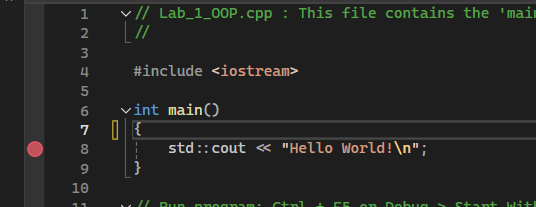 1 // Lab_1_OOP.cpp : This file contains the 'main
2 //
3
4 #include <iostream>
5
6 int main()
7 {
8 std::cout << "Hello World!\n";
9 }
10
11 // Run program: Ctrl + F5 or Debug > Start With